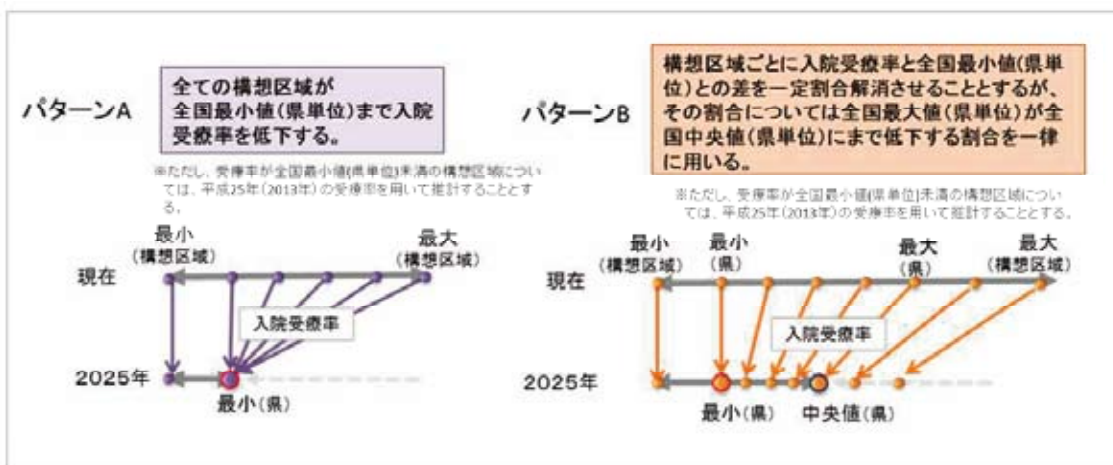 パターンA
全ての構想区域が
全国最小値(県単位)まで入院
受療率を低下する。
※ただし、受療率が全国最小値(県単位)未満の構想区域につい
ては、平成25年(2013年)の受療率を用いて推計することとす
る。
最小
(構想区域)
最大
(構想区域)
現在
入院受療率
2025年
最小(県)
パターンB
構想区域ごとに入院受療率と全国最小値(県単
位)との差を一定割合解消させることとするが、
その割合については全国最大値(県単位)が全
国中央値(県単位)にまで低下する割合を一律
に用いる。
※ただし、受療率が全国最小値(県単位)未満の構想区域につい
ては、平成25年(2013年)の受療率を用いて推計することとする。
最小
(構想区域)
最小
(県)
最大
(県)
最大
(構想区域)
現在
入院受療率
2025年
最小(県)
中央値(県)